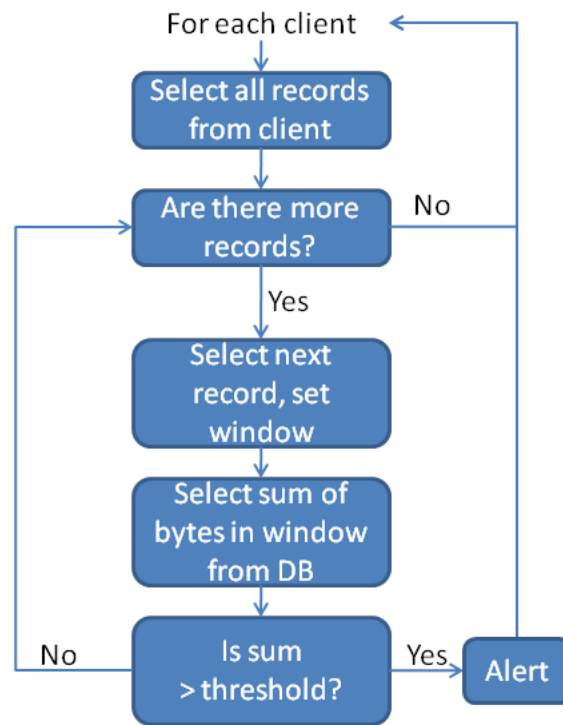 For each client
Select all records
from client
Are there more
records?
No
Yes
Select next
record, set
window
Select sum of
bytes in window
from DB
No
Is sum
> threshold?
Yes
Alert